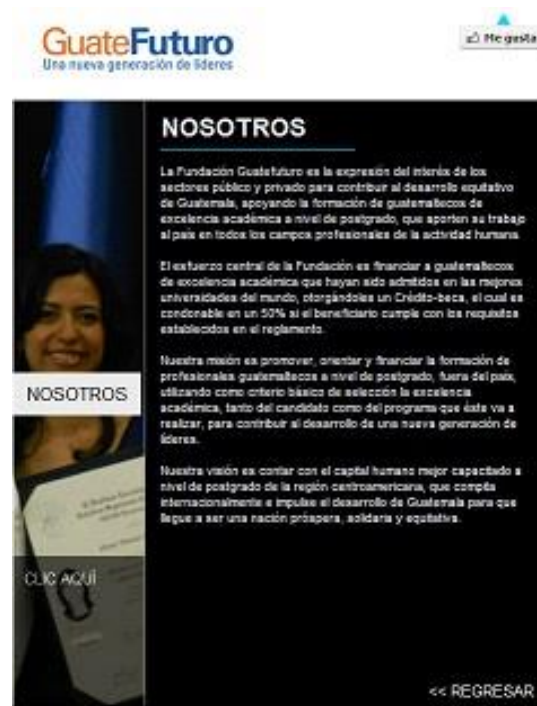 GuateFuturo
Una nueva generación de líderes
Me gusta
NOSOTROS
La Fundación Guatefuturo es la expresión del interés de los
sectores público y privado para contribuir al desarrollo equitativo
de Guatemala, apoyando la formación de guatemaltecos de
excelencia académica a nivel de postgrado, que aporten su trabajo
al país en todos los campos profesionales de la actividad humana.
El esfuerzo central de la Fundación es financiar a guatemaltecos
de excelencia académica que hayan sido admitidos en las mejores
universidades del mundo, otorgándoles un Crédito-beca, el cual es
condonable en un 50% si el beneficiario cumple con los requisitos
establecidos en el reglamento.
Nuestra misión es promover, orientar y financiar la formación de
profesionales guatemaltecos a nivel de postgrado, fuera del país,
utilizando como criterio básico de selección la excelencia
académica, tanto del candidato como del programa que éste va a
realizar, para contribuir al desarrollo de una nueva generación de
líderes.
Nuestra visión es contar con el capital humano mejor capacitado a
nivel de postgrado de la región centroamericana, que compita
internacionalmente e impulse el desarrollo de Guatemala para que
llegue a ser una nación próspera, solidaria y equitativa.
NOSOTROS
CLIC AQUÍ
<< REGRESAR